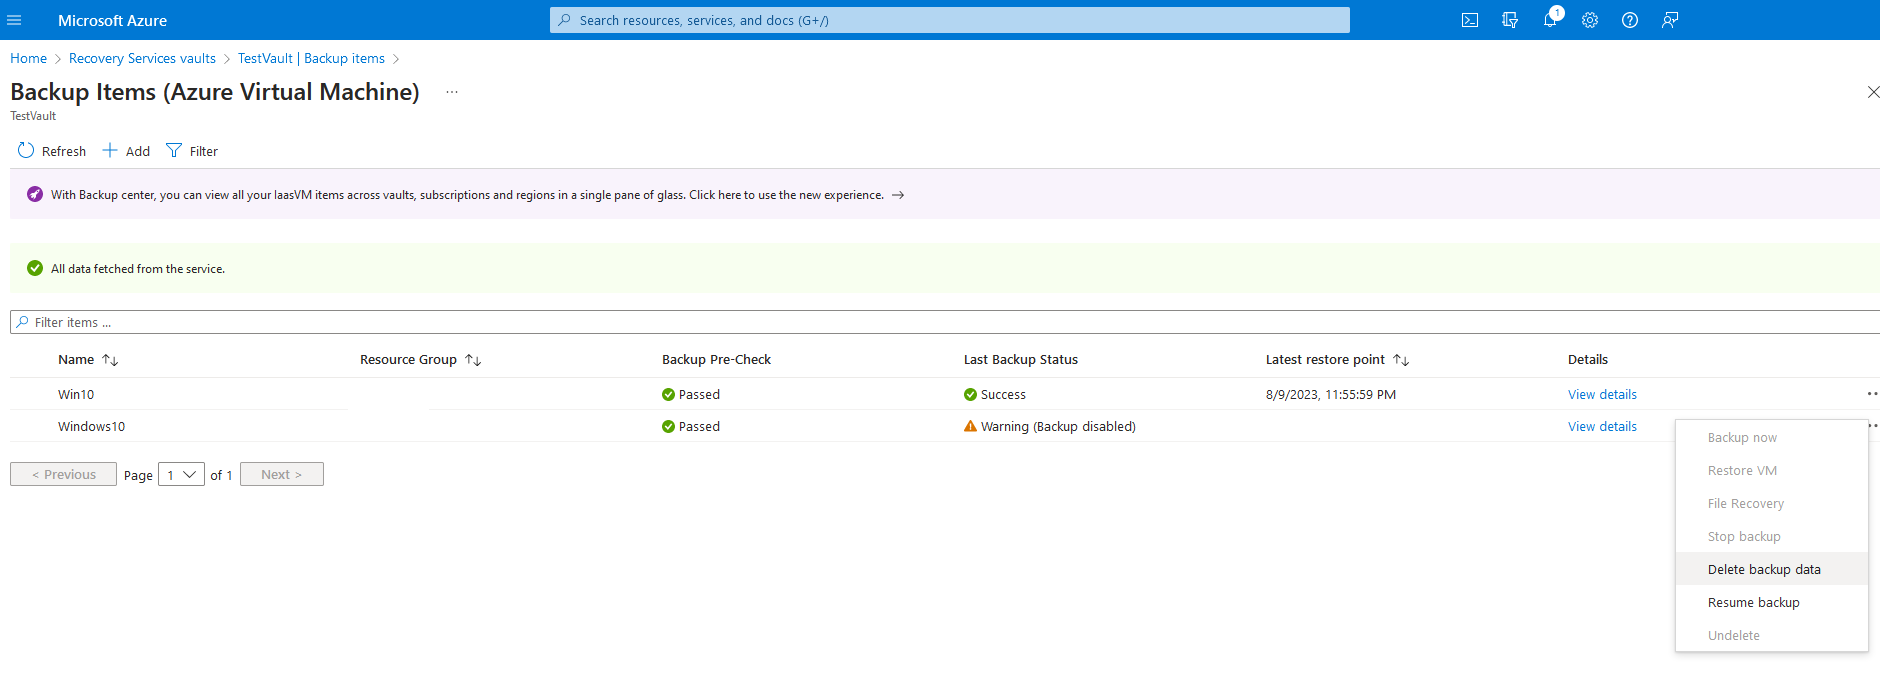 Microsoft Azure
Search resources, services, and docs (G+/)
1
Home > Recovery Services vaults > TestVault | Backup items >
Backup Items (Azure Virtual Machine) ...
TestVault
Refresh + Add Filter
With Backup center, you can view all your IaasVM items across vaults, subscriptions and regions in a single pane of glass. Click here to use the new experience. →
All data fetched from the service.
Filter items ...
Name ↑↓ Resource Group ↑↓ Backup Pre-Check Last Backup Status Latest restore point ↑↓ Details
Win10 Passed Success 8/9/2023, 11:55:59 PM View details
Windows10 Passed Warning (Backup disabled) View details
< Previous Page 1 of 1 Next >
Backup now
Restore VM
File Recovery
Stop backup
Delete backup data
Resume backup
Undelete